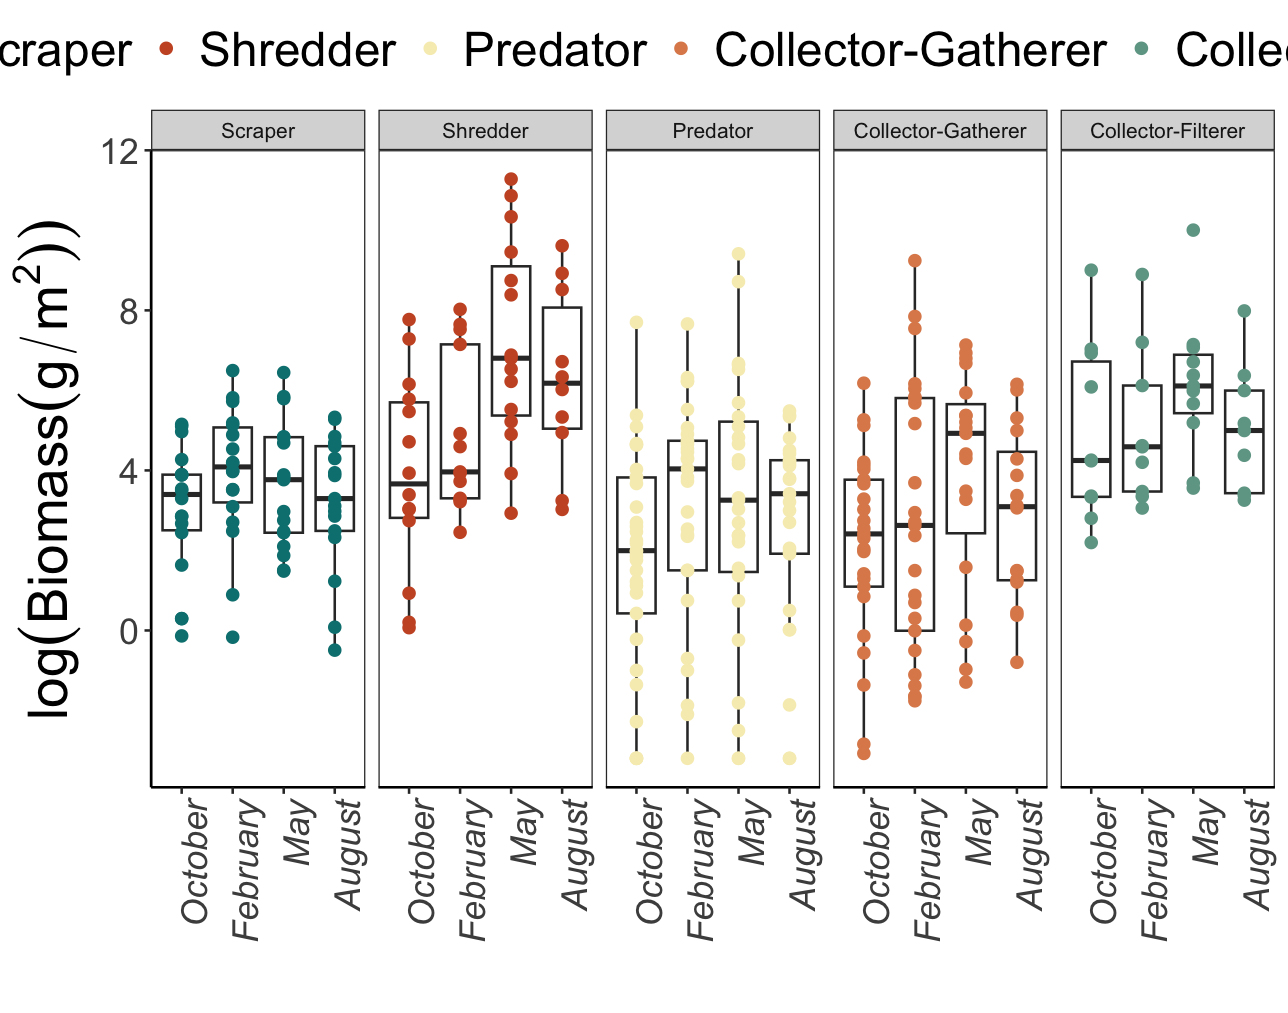 craper Shredder Predator Collector-Gatherer Colle
Scraper Shredder Predator Collector-Gatherer Collector-Filterer
log(Biomass(g/m²))
12
8
4
0
October February May August October February May August October February May August October February May August October February May August